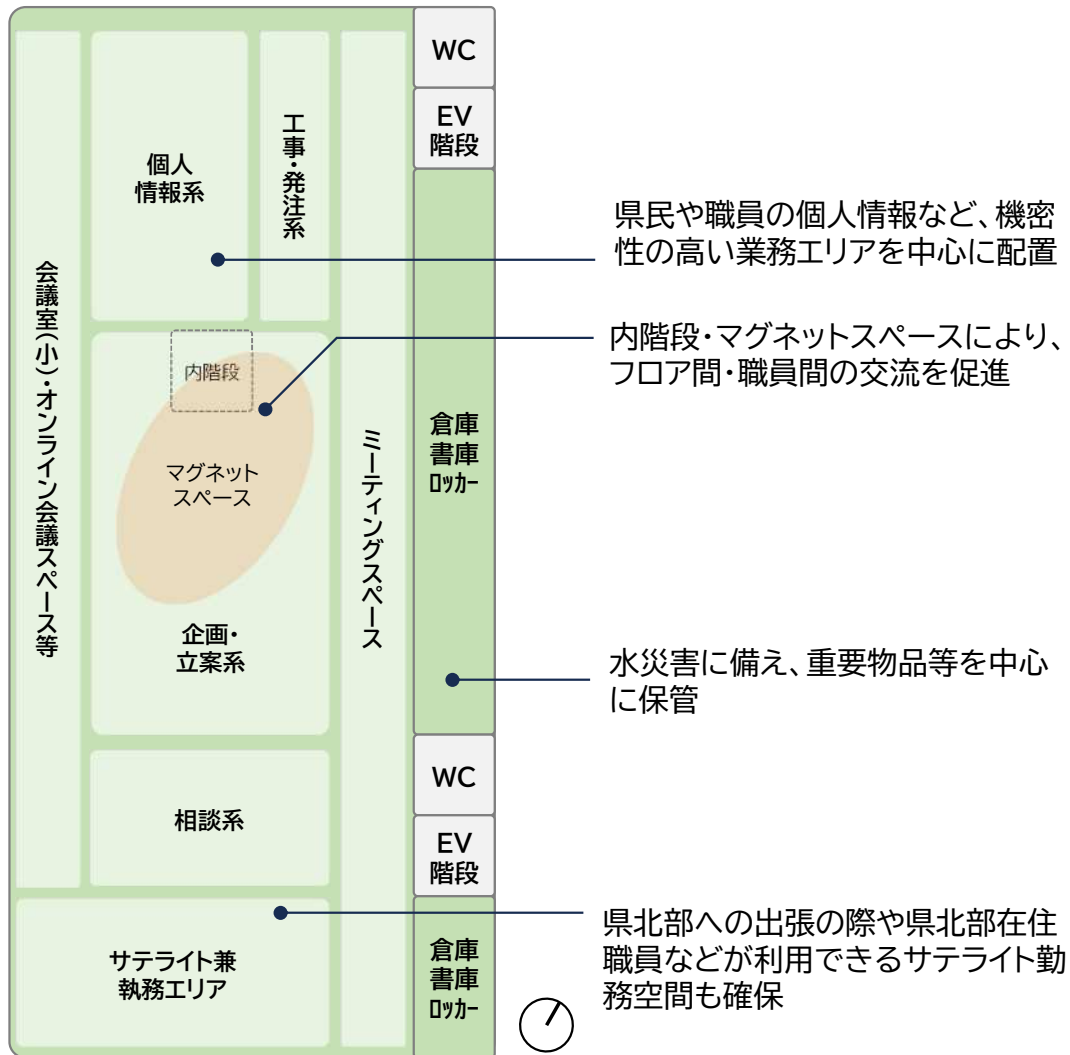 WC
EV
階段
個人
情報系
工事・発注系
県民や職員の個人情報など、機密
性の高い業務エリアを中心に配置
会議室(小)・オンライン会議スペース等
内階段
内階段・マグネットスペースにより、
フロア間・職員間の交流を促進
マグネット
スペース
ミーティングスペース
倉庫
書庫
ロッカー
企画・
立案系
水災害に備え、重要物品等を中心
に保管
相談系
WC
EV
階段
サテライト兼
執務エリア
倉庫
書庫
ロッカー
県北部への出張の際や県北部在住
職員などが利用できるサテライト勤
務空間も確保